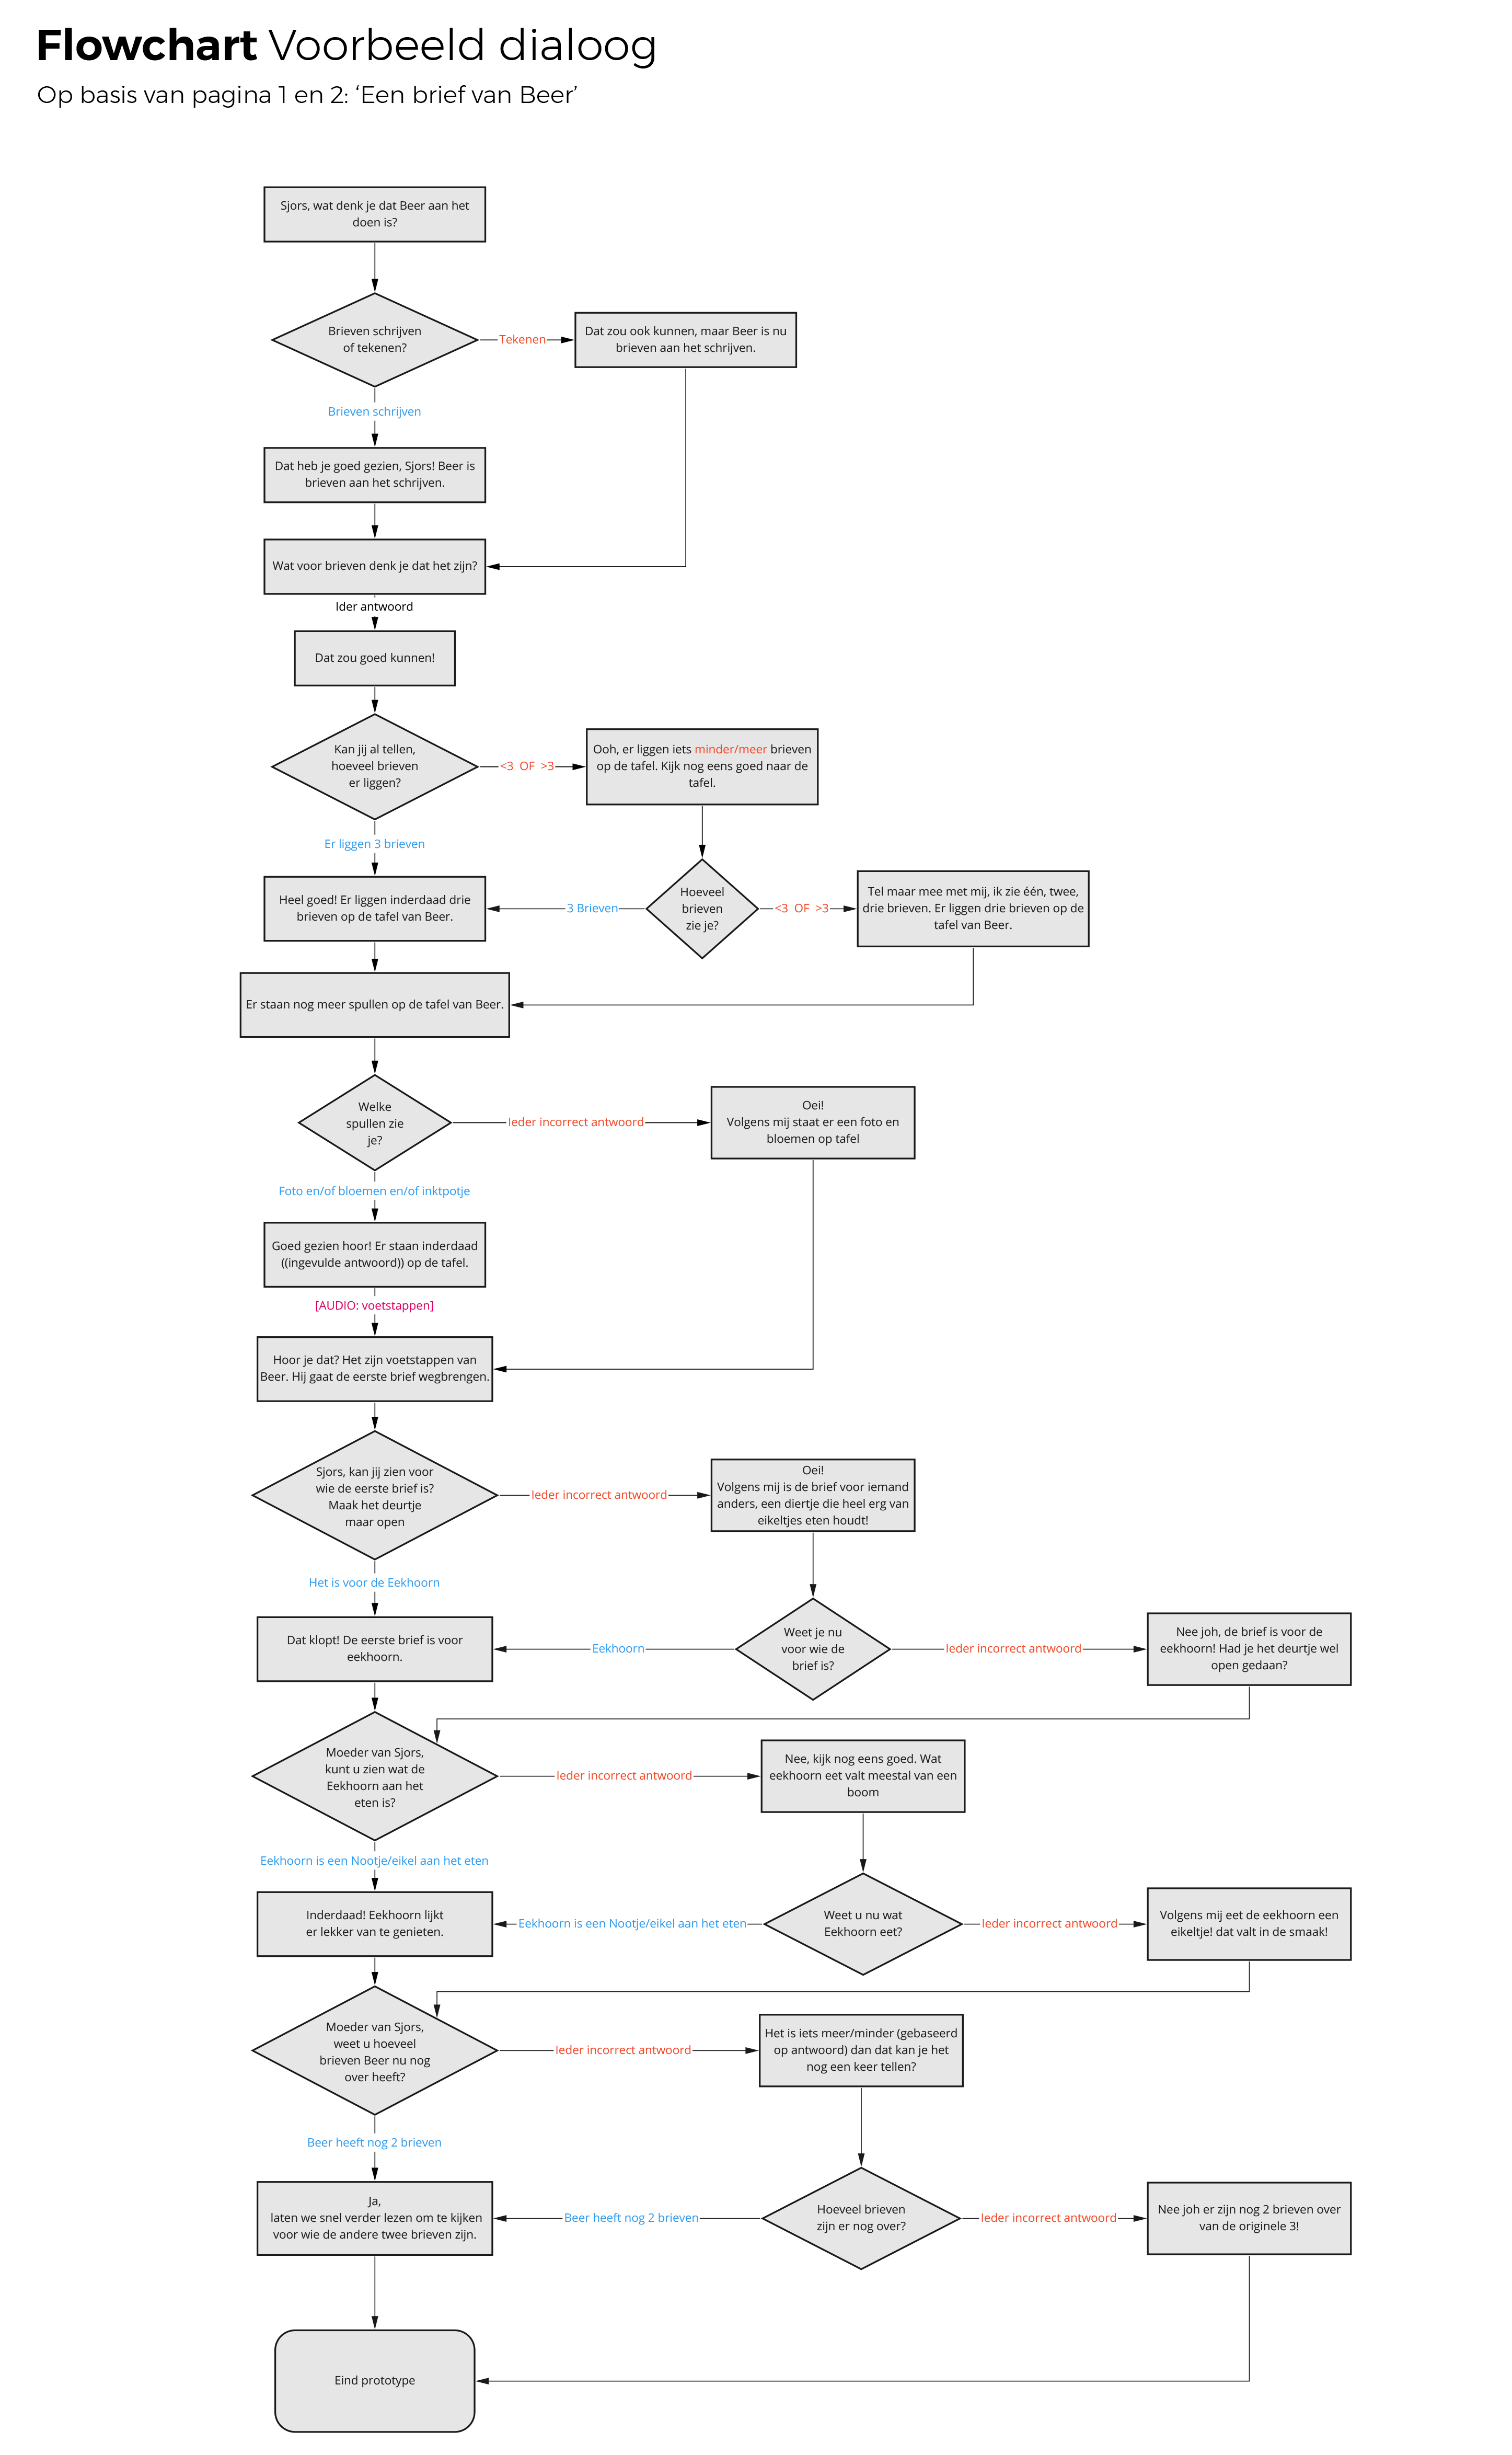 Flowchart Voorbeeld dialoog
Op basis van pagina 1 en 2: ‘Een brief van Beer’
Sjors, wat denk je dat Beer aan het
doen is?
Brieven schrijven
of tekenen?
Tekenen
Dat zou ook kunnen, maar Beer is nu
brieven aan het schrijven.
Brieven schrijven
Dat heb je goed gezien, Sjors! Beer is
brieven aan het schrijven.
Wat voor brieven denk je dat het zijn?
Ider antwoord
Dat zou goed kunnen!
Kan jij al tellen,
hoeveel brieven
er liggen?
<3 OF >3
Ooh, er liggen iets minder/meer brieven
op de tafel. Kijk nog eens goed naar de
tafel.
Er liggen 3 brieven
Heel goed! Er liggen inderdaad drie
brieven op de tafel van Beer.
3 Brieven
Hoeveel
brieven
zie je?
<3 OF >3
Tel maar mee met mij, ik zie één, twee,
drie brieven. Er liggen drie brieven op de
tafel van Beer.
Er staan nog meer spullen op de tafel van Beer.
Welke
spullen zie
je?
Ieder incorrect antwoord
Oei!
Volgens mij staat er een foto en
bloemen op tafel
Foto en/of bloemen en/of inktpotje
Goed gezien hoor! Er staan inderdaad
((ingevulde antwoord)) op de tafel.
[AUDIO: voetstappen]
Hoor je dat? Het zijn voetstappen van
Beer. Hij gaat de eerste brief wegbrengen.
Sjors, kan jij zien voor
wie de eerste brief is?
Maak het deurtje
maar open
Ieder incorrect antwoord
Oei!
Volgens mij is de brief voor iemand
anders, een diertje die heel erg van
eikeltjes eten houdt!
Het is voor de Eekhoorn
Dat klopt! De eerste brief is voor
eekhoorn.
Eekhoorn
Weet je nu
voor wie de
brief is?
Ieder incorrect antwoord
Nee joh, de brief is voor de
eekhoorn! Had je het deurtje wel
open gedaan?
Moeder van Sjors,
kunt u zien wat de
Eekhoorn aan het
eten is?
Ieder incorrect antwoord
Nee, kijk nog eens goed. Wat
eekhoorn eet valt meestal van een
boom
Eekhoorn is een Nootje/eikel aan het eten
Inderdaad! Eekhoorn lijkt
er lekker van te genieten.
Eekhoorn is een Nootje/eikel aan het eten
Weet u nu wat
Eekhoorn eet?
Ieder incorrect antwoord
Volgens mij eet de eekhoorn een
eikeltje! dat valt in de smaak!
Moeder van Sjors,
weet u hoeveel
brieven Beer nu nog
over heeft?
Ieder incorrect antwoord
Het is iets meer/minder (gebaseerd
op antwoord) dan dat kan je het
nog een keer tellen?
Beer heeft nog 2 brieven
Ja,
laten we snel verder lezen om te kijken
voor wie de andere twee brieven zijn.
Beer heeft nog 2 brieven
Hoeveel brieven
zijn er nog over?
Ieder incorrect antwoord
Nee joh er zijn nog 2 brieven over
van de originele 3!
Eind prototype